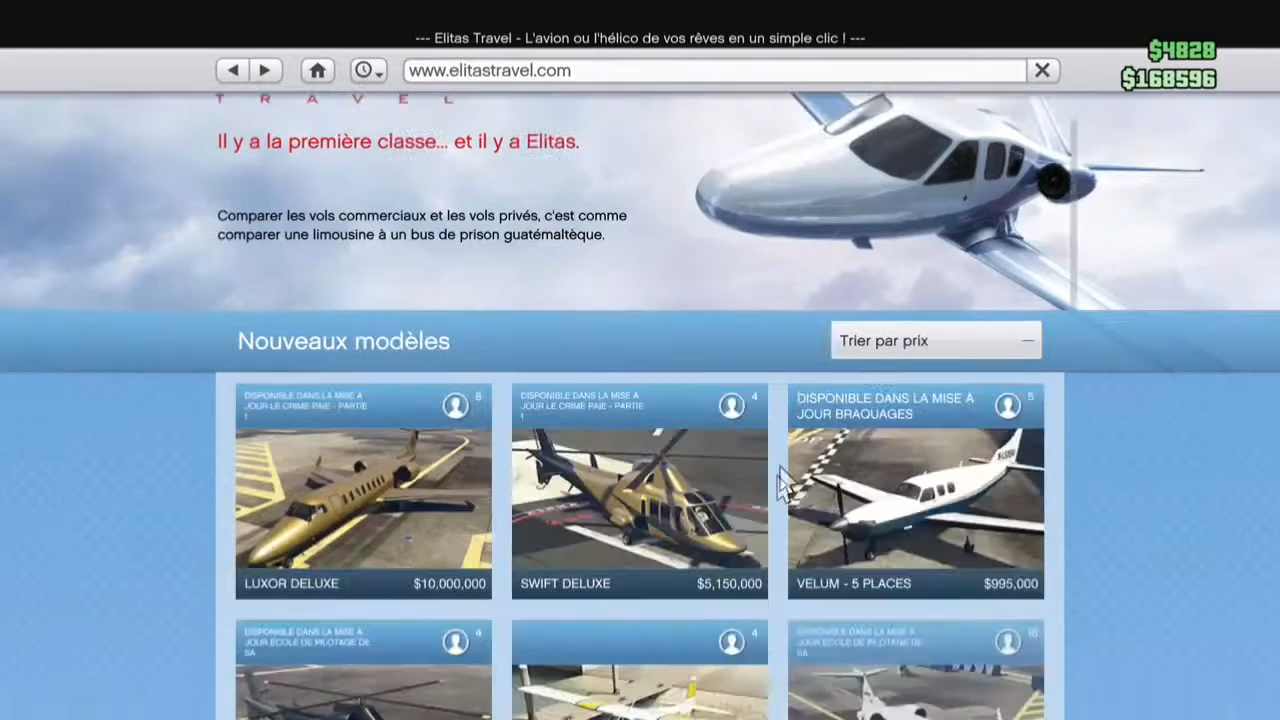 --- Elitas Travel - L'avion ou l'hélico de vos rêves en un simple clic ! ---
$4828
www.elitastravel.com
$168596
T R A V E L
Il y a la première classe... et il y a Elitas.
Comparer les vols commerciaux et les vols privés, c'est comme
comparer une limousine à un bus de prison guatémaltèque.
Nouveaux modèles
Trier par prix
DISPONIBLE DANS LA MISE À
JOUR LE CRIME PAIE - PARTIE
1
8
DISPONIBLE DANS LA MISE À
JOUR LE CRIME PAIE - PARTIE
1
4
DISPONIBLE DANS LA MISE À
JOUR BRAQUAGES
5
LUXOR DELUXE
$10,000,000
SWIFT DELUXE
$5,150,000
VELUM - 5 PLACES
$995,000
DISPONIBLE DANS LA MISE À
JOUR ÉCOLE DE PILOTAGE DE
SA
4
4
DISPONIBLE DANS LA MISE À
JOUR ÉCOLE DE PILOTAGE DE
SA